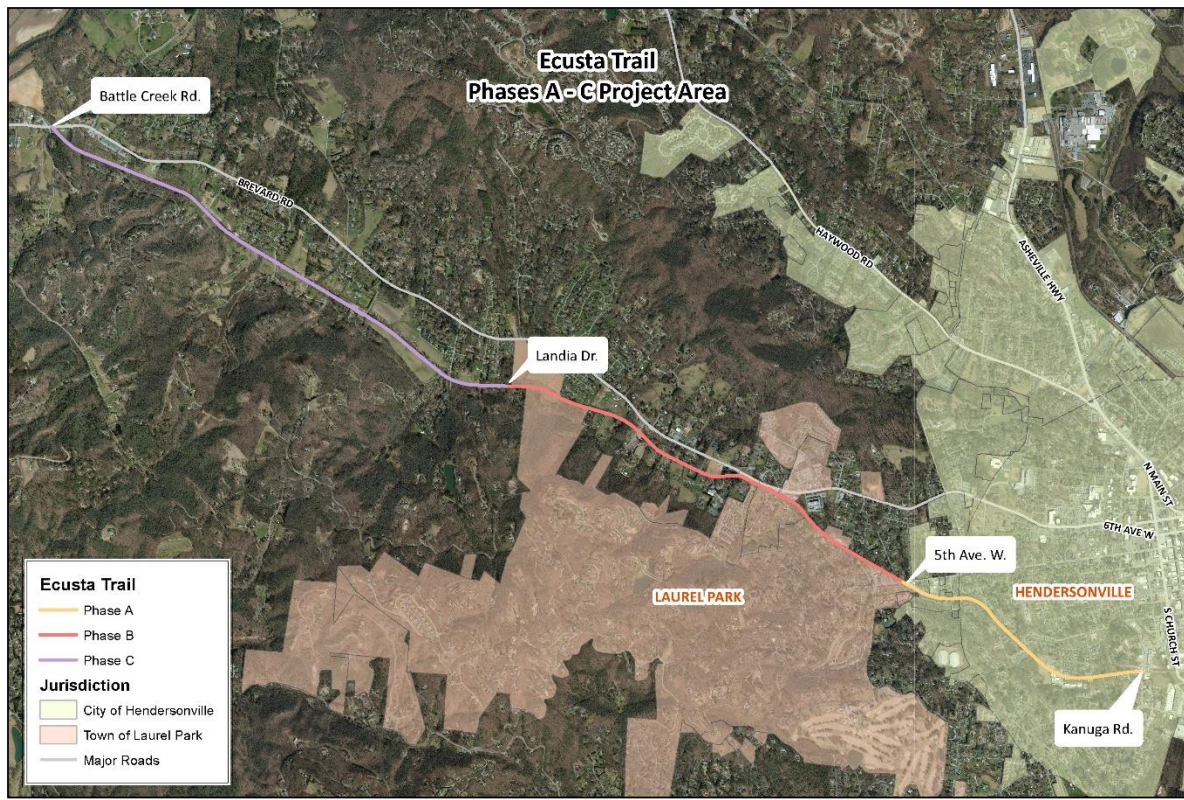 Ecusta Trail
Phases A - C Project Area
Battle Creek Rd.
BREVARD RD
HAYWOOD RD
ASHEVILLE HWY
Landia Dr.
N MAIN ST
6TH AVE W
5th Ave. W.
LAUREL PARK
HENDERSONVILLE
S CHURCH ST
Kanuga Rd.
Ecusta Trail
Phase A
Phase B
Phase C
Jurisdiction
City of Hendersonville
Town of Laurel Park
Major Roads